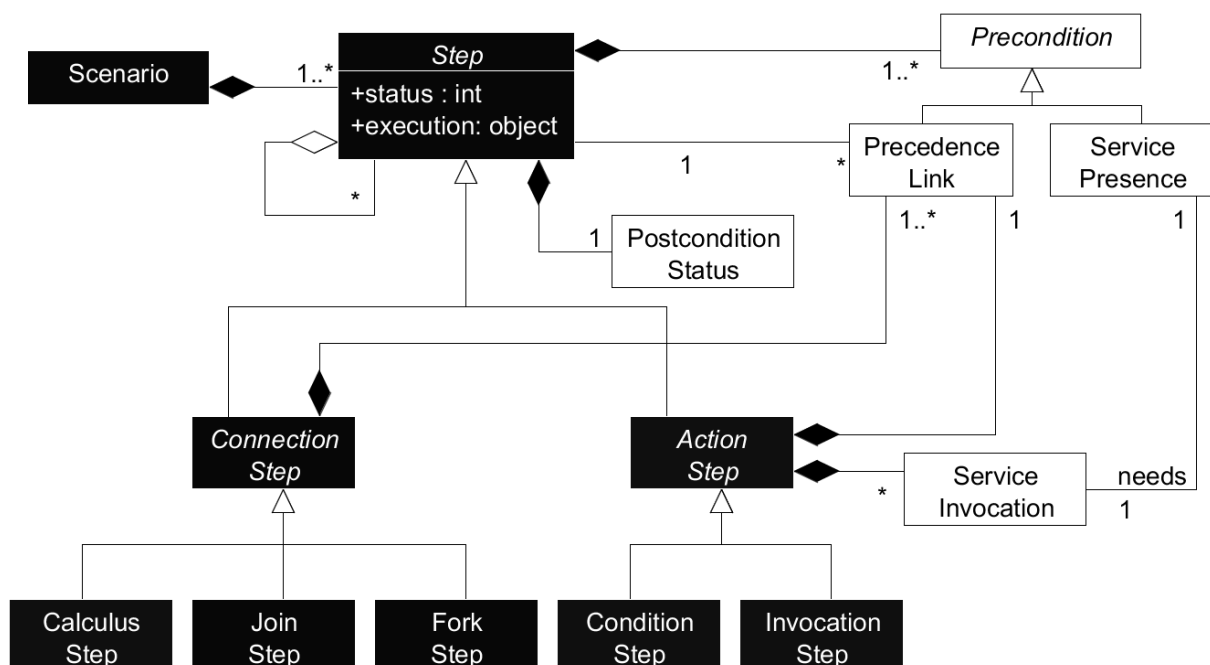 Step
Precondition
Scenario
1..*
1..*
+status : int
+execution: object
Precedence
Link
Service
Presence
1
*
*
1..*
1
1
1
Postcondition
Status
Connection
Step
Action
Step
Service
Invocation
needs
*
1
Calculus
Step
Join
Step
Fork
Step
Condition
Step
Invocation
Step